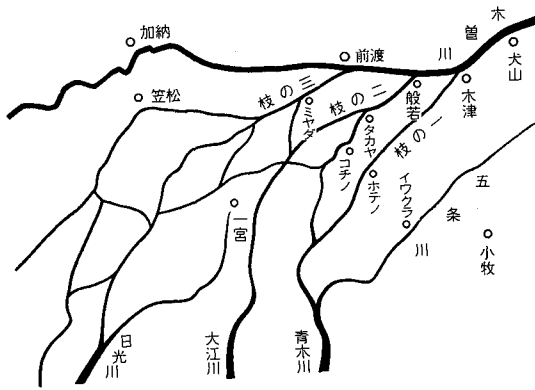 木曽川
犬山
加納
前渡
笠松
枝の三
ミヤダ
枝の二
般若
木津
タカヤ
枝の一
コチノ
ホテノ
イワクラ
五条川
一宮
小牧
日光川
大江川
青木川